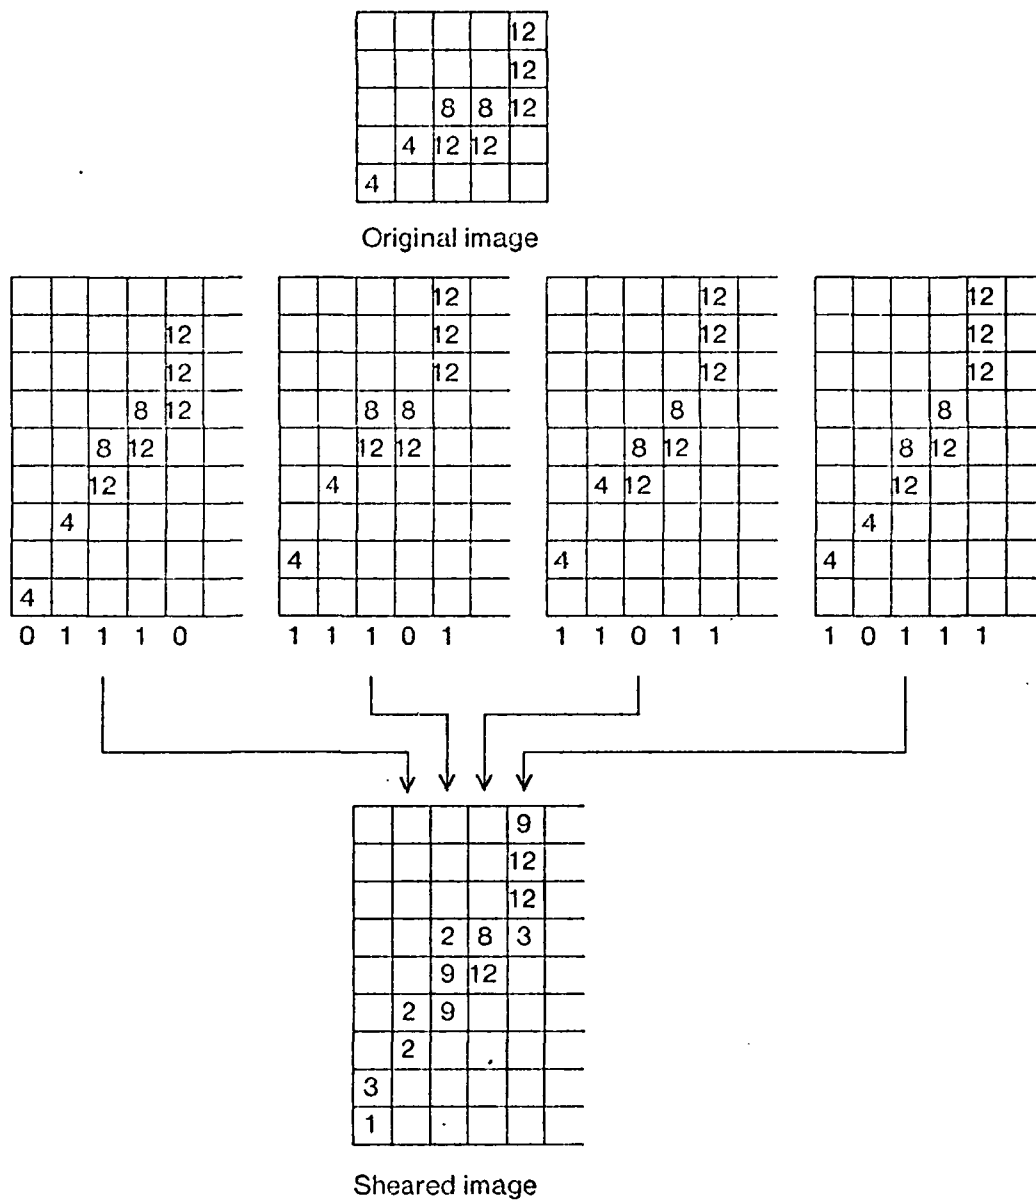 12
12
8 8 12
4 12 12
4
Original image
12 12 12
12 12 12 12
12 12 12 12
8 12 8 8 8 8
8 12 12 12 8 12 8 12
12 4 4 12 12
4 4
4 4 4
4
0 1 1 1 0 1 1 1 0 1 1 1 0 1 1 1 0 1 1 1
9
12
12
2 8 3
9 12
2 9
2
3
1
Sheared image